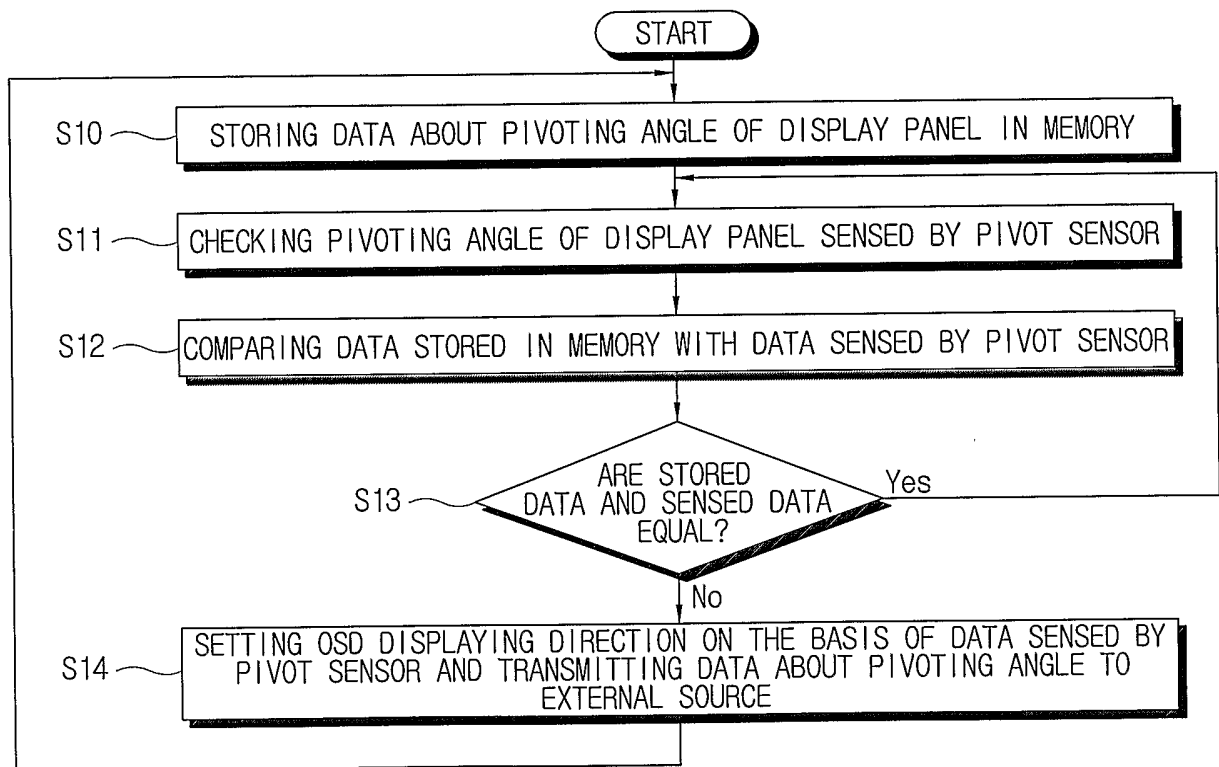 START
S10
STORING DATA ABOUT PIVOTING ANGLE OF DISPLAY PANEL IN MEMORY
S11
CHECKING PIVOTING ANGLE OF DISPLAY PANEL SENSED BY PIVOT SENSOR
S12
COMPARING DATA STORED IN MEMORY WITH DATA SENSED BY PIVOT SENSOR
S13
ARE STORED
DATA AND SENSED DATA
EQUAL?
Yes
No
S14
SETTING OSD DISPLAYING DIRECTION ON THE BASIS OF DATA SENSED BY
PIVOT SENSOR AND TRANSMITTING DATA ABOUT PIVOTING ANGLE TO
EXTERNAL SOURCE